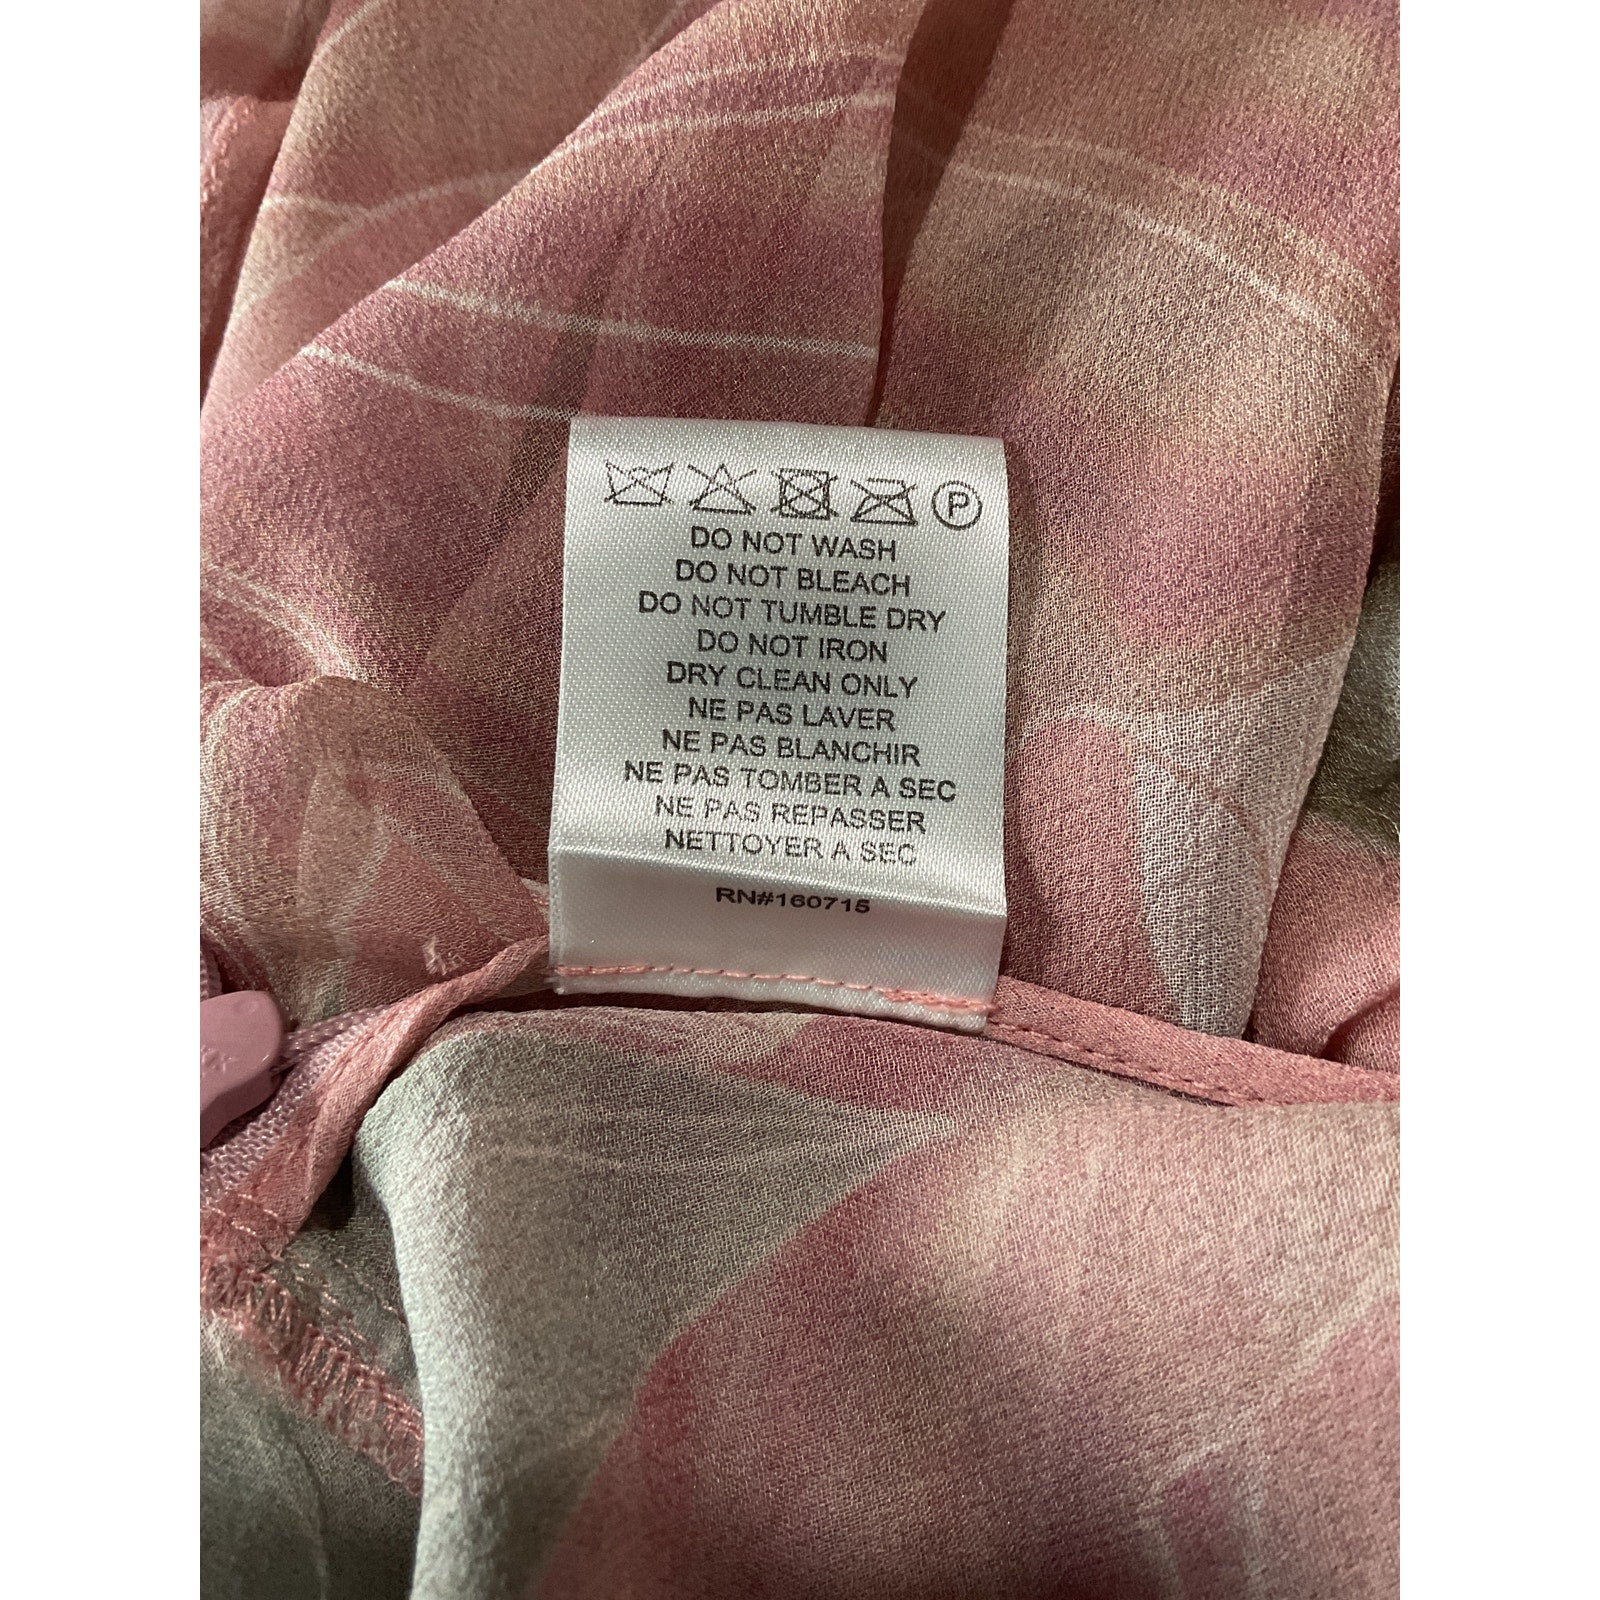 P
DO NOT WASH
DO NOT BLEACH
DO NOT TUMBLE DRY
DO NOT IRON
DRY CLEAN ONLY
NE PAS LAVER
NE PAS BLANCHIR
NE PAS TOMBER A SEC
NE PAS REPASSER
NETTOYER A SEC
RN#160715